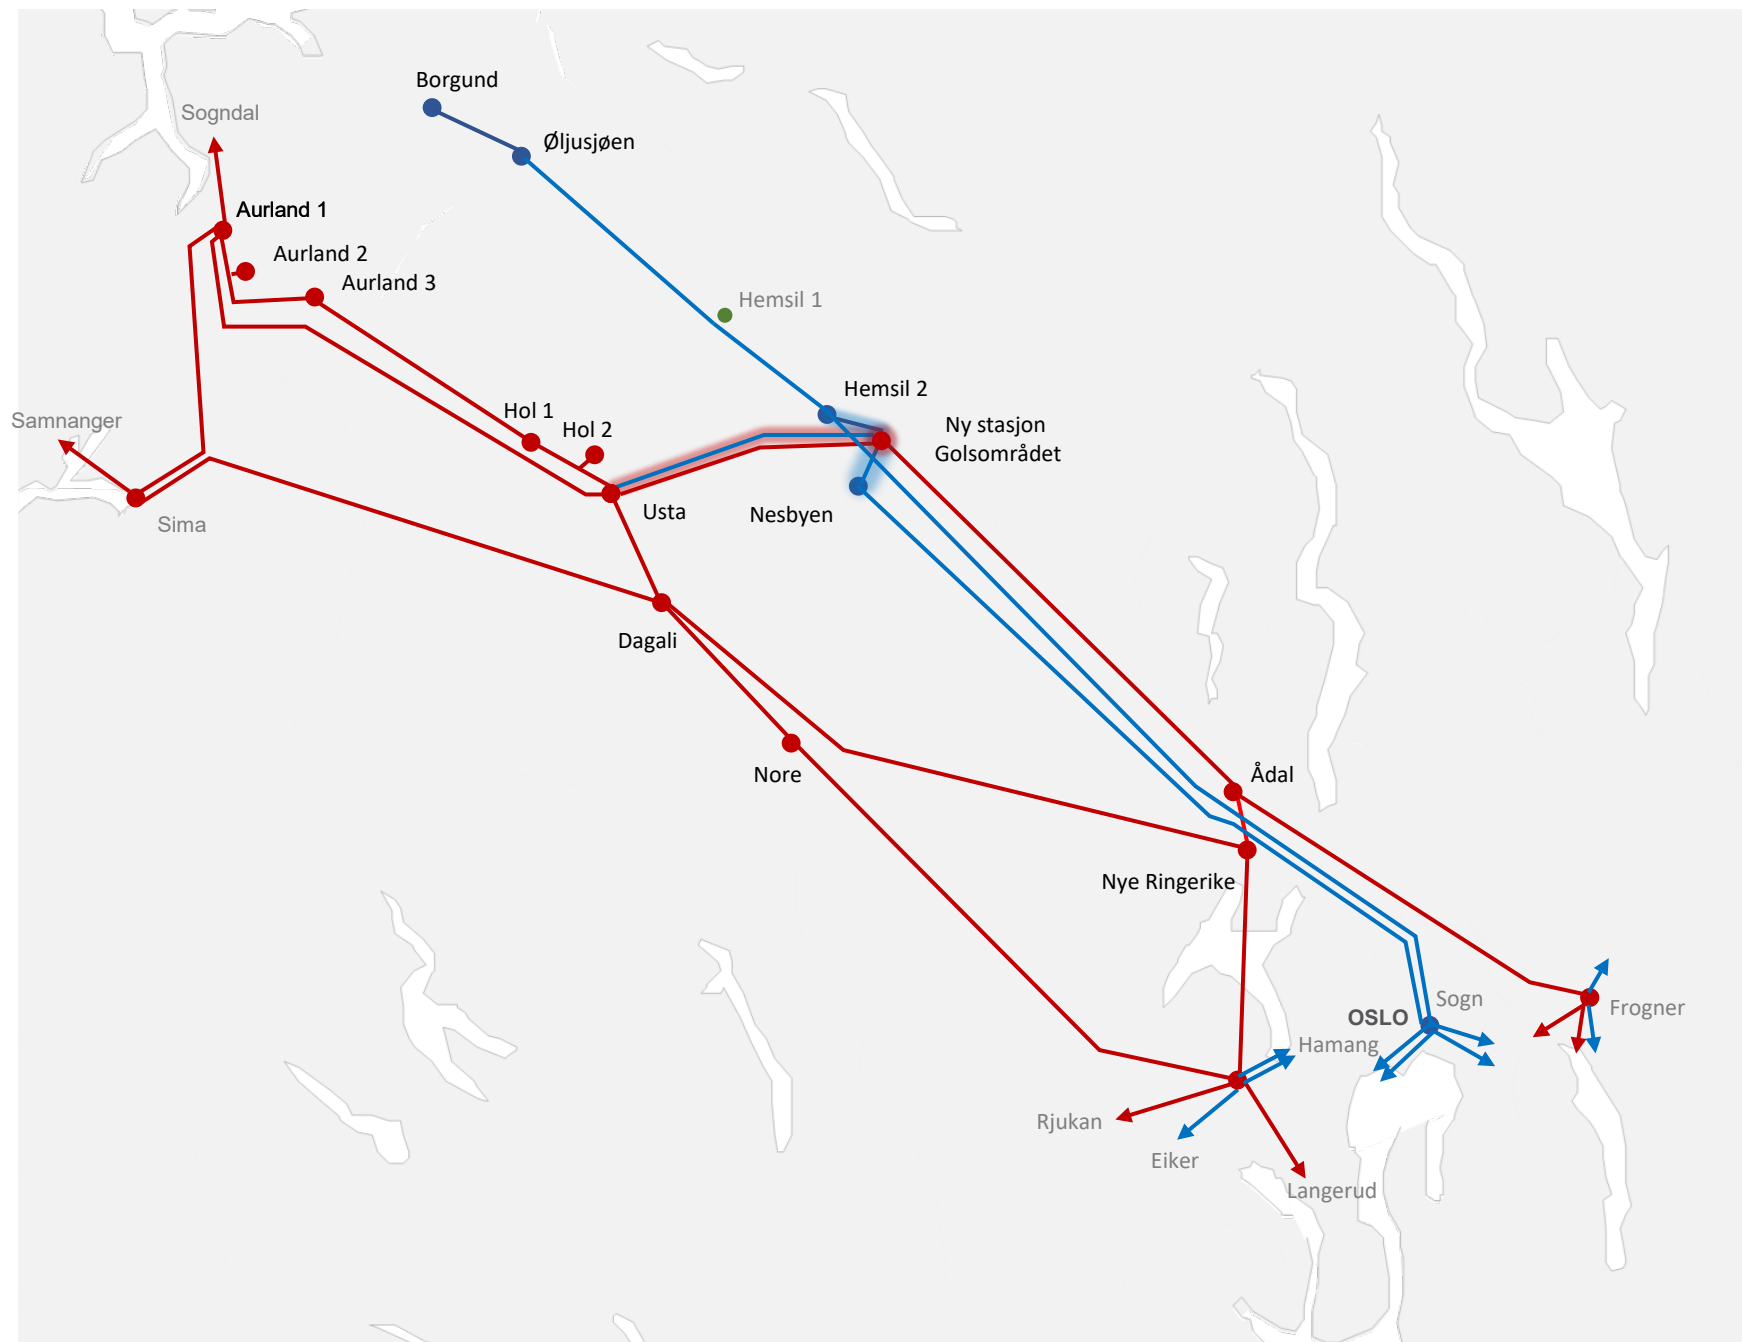 Borgund
Sogndal
Øljusjøen
Aurland 1
Aurland 2
Aurland 3
Hemsil 1
Hemsil 2
Hol 1
Samnanger
Hol 2
Ny stasjon
Golsområdet
Usta
Nesbyen
Sima
Dagali
Nore
Ådal
Nye Ringerike
Sogn
Frogner
OSLO
Hamang
Rjukan
Eiker
Langerud